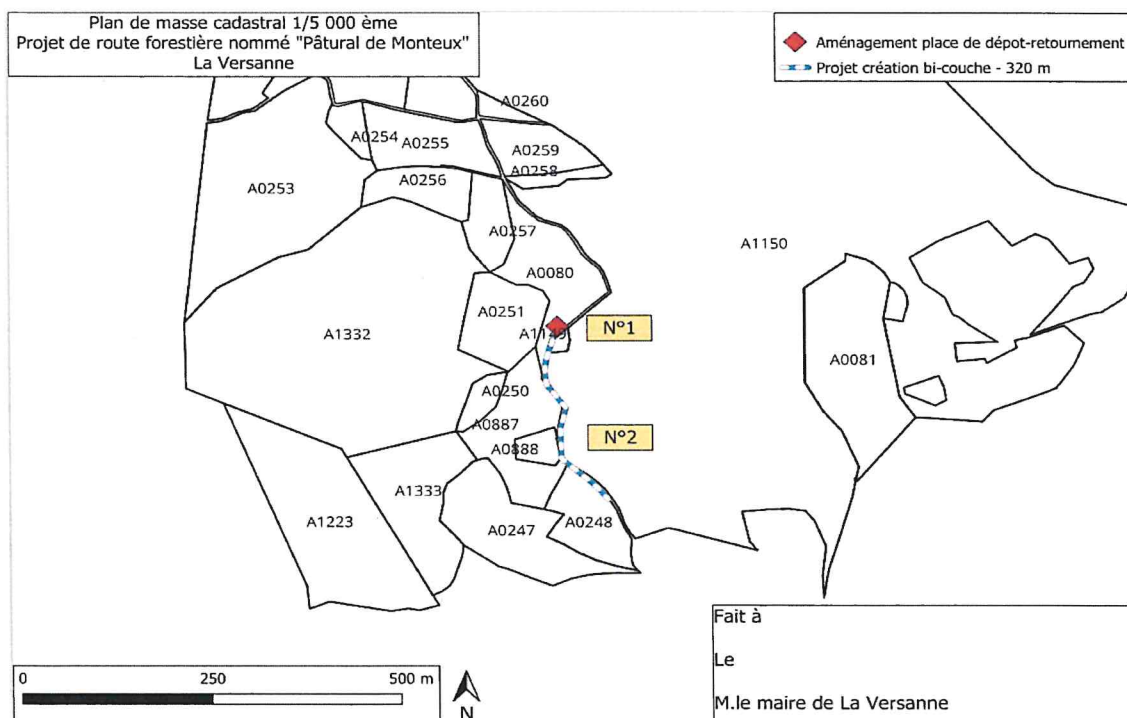 Plan de masse cadastral 1/5 000 ème
Projet de route forestière nommé "Pâtural de Monteux"
La Versanne
Aménagement place de dépot-retournement
Projet création bi-couche - 320 m
A0260
A0254
A0255
A0259
A0258
A0256
A0253
A0257
A1150
A0080
A0251
A1332
A1149
N°1
A0081
A0250
A0887
N°2
A0888
A1333
A1223
A0247
A0248
Fait à
Le
M.le maire de La Versanne
0 250 500 m
N